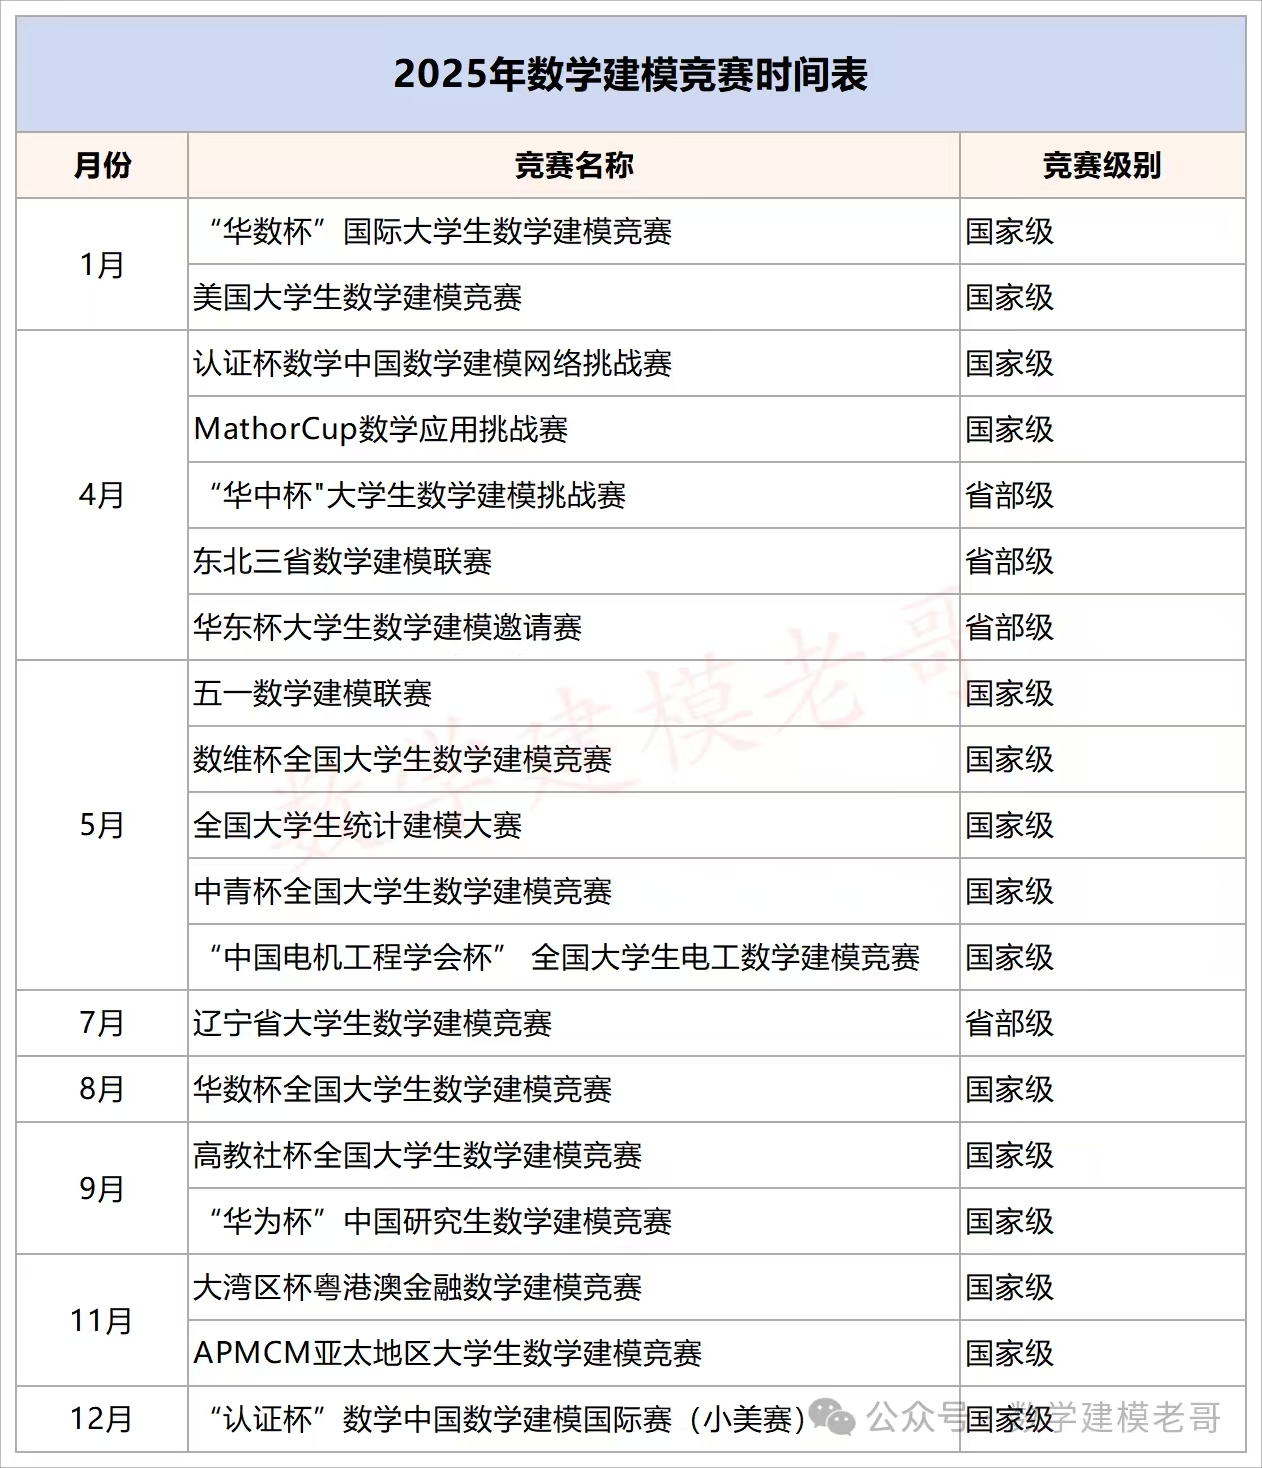 2025年数学建模竞赛时间表
月份 竞赛名称 竞赛级别
1月
“华数杯”国际大学生数学建模竞赛 国家级
美国大学生数学建模竞赛 国家级
4月
认证杯数学中国数学建模网络挑战赛 国家级
MathorCup数学应用挑战赛 国家级
“华中杯"大学生数学建模挑战赛 省部级
东北三省数学建模联赛 省部级
华东杯大学生数学建模邀请赛 省部级
5月
五一数学建模联赛 国家级
数维杯全国大学生数学建模竞赛 国家级
全国大学生统计建模大赛 国家级
中青杯全国大学生数学建模竞赛 国家级
“中国电机工程学会杯” 全国大学生电工数学建模竞赛 国家级
7月 辽宁省大学生数学建模竞赛 省部级
8月 华数杯全国大学生数学建模竞赛 国家级
9月
高教社杯全国大学生数学建模竞赛 国家级
“华为杯”中国研究生数学建模竞赛 国家级
11月
大湾区杯粤港澳金融数学建模竞赛 国家级
APMCM亚太地区大学生数学建模竞赛 国家级
12月 “认证杯”数学中国数学建模国际赛（小美赛） 国家级
数学建模老哥
公众号 · 数学建模老哥